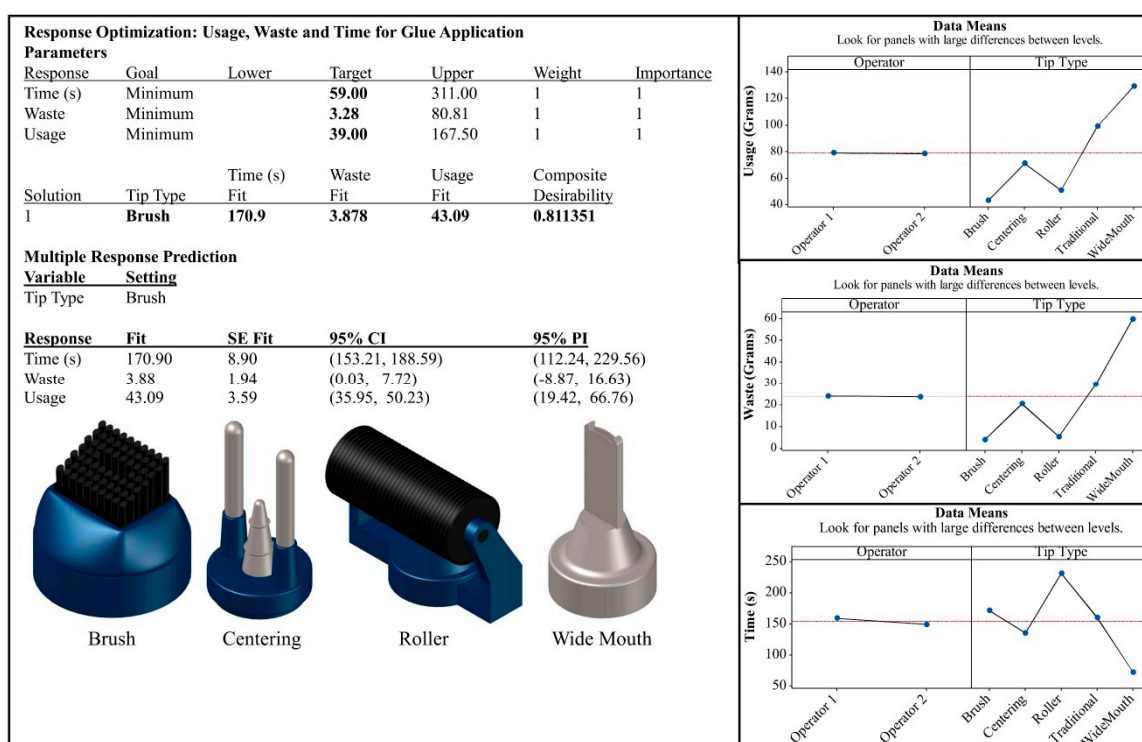 Response Optimization: Usage, Waste and Time for Glue Application
Parameters
Response Goal Lower Target Upper Weight Importance
Time (s) Minimum 59.00 311.00 1 1
Waste Minimum 3.28 80.81 1 1
Usage Minimum 39.00 167.50 1 1
Time (s) Waste Usage Composite
Solution Tip Type Fit Fit Fit Desirability
1 Brush 170.9 3.878 43.09 0.811351
Multiple Response Prediction
Variable Setting
Tip Type Brush
Response Fit SE Fit 95% CI 95% PI
Time (s) 170.90 8.90 (153.21, 188.59) (112.24, 229.56)
Waste 3.88 1.94 (0.03, 7.72) (-8.87, 16.63)
Usage 43.09 3.59 (35.95, 50.23) (19.42, 66.76)
Brush Centering Roller Wide Mouth
Data Means
Look for panels with large differences between levels.
Operator Tip Type
Usage (Grams)
140
120
100
80
60
40
Operator 1 Operator 2 Brush Centering Roller Traditional WideMouth
Data Means
Look for panels with large differences between levels.
Operator Tip Type
Waste (Grams)
60
50
40
30
20
10
0
Operator 1 Operator 2 Brush Centering Roller Traditional WideMouth
Data Means
Look for panels with large differences between levels.
Operator Tip Type
Time (s)
250
200
150
100
50
Operator 1 Operator 2 Brush Centering Roller Traditional WideMouth